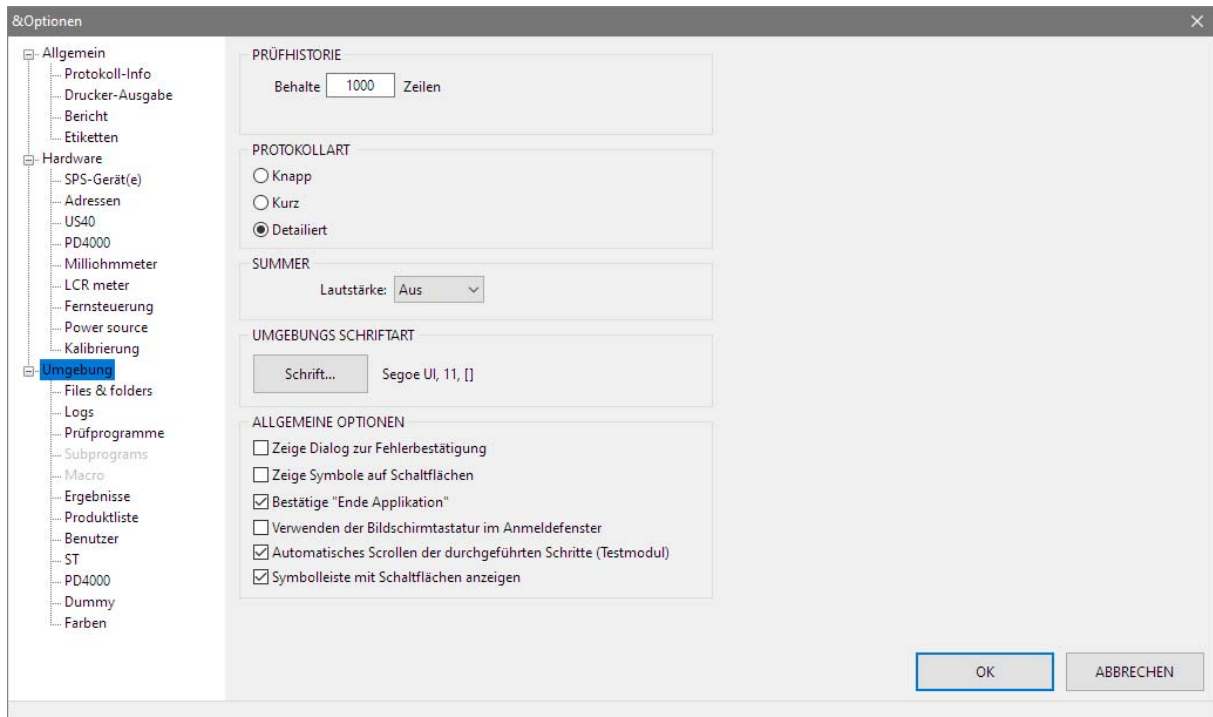 &Optionen
Allgemein
Protokoll-Info
Drucker-Ausgabe
Bericht
Etiketten
Hardware
SPS-Gerät(e)
Adressen
US40
PD4000
Milliohmmeter
LCR meter
Fernsteuerung
Power source
Kalibrierung
Umgebung
Files & folders
Logs
Prüfprogramme
Subprograms
Macro
Ergebnisse
Produktliste
Benutzer
ST
PD4000
Dummy
Farben
PRÜFHISTORIE
Behalte 1000 Zeilen
PROTOKOLLART
Knapp
Kurz
Detailiert
SUMMER
Lautstärke: Aus
UMGEBUNGS SCHRIFTART
Schrift... Segoe UI, 11, []
ALLGEMEINE OPTIONEN
Zeige Dialog zur Fehlerbestätigung
Zeige Symbole auf Schaltflächen
Bestätige "Ende Applikation"
Verwenden der Bildschirmtastatur im Anmeldefenster
Automatisches Scrollen der durchgeführten Schritte (Testmodul)
Symbolleiste mit Schaltflächen anzeigen
OK ABBRECHEN